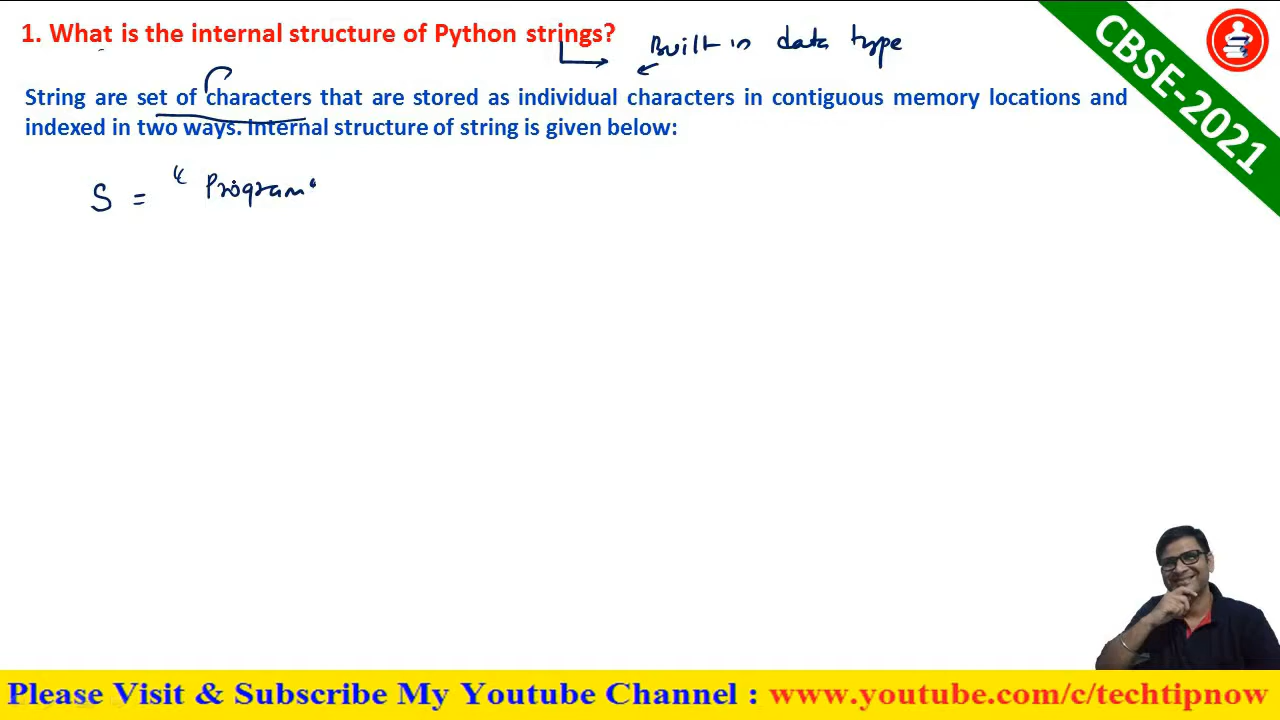 1. What is the internal structure of Python strings?
Built in data type
String are set of characters that are stored as individual characters in contiguous memory locations and
indexed in two ways. Internal structure of string is given below:
S = "Program"
CBSE-2021
Please Visit & Subscribe My Youtube Channel : www.youtube.com/c/techtipnow